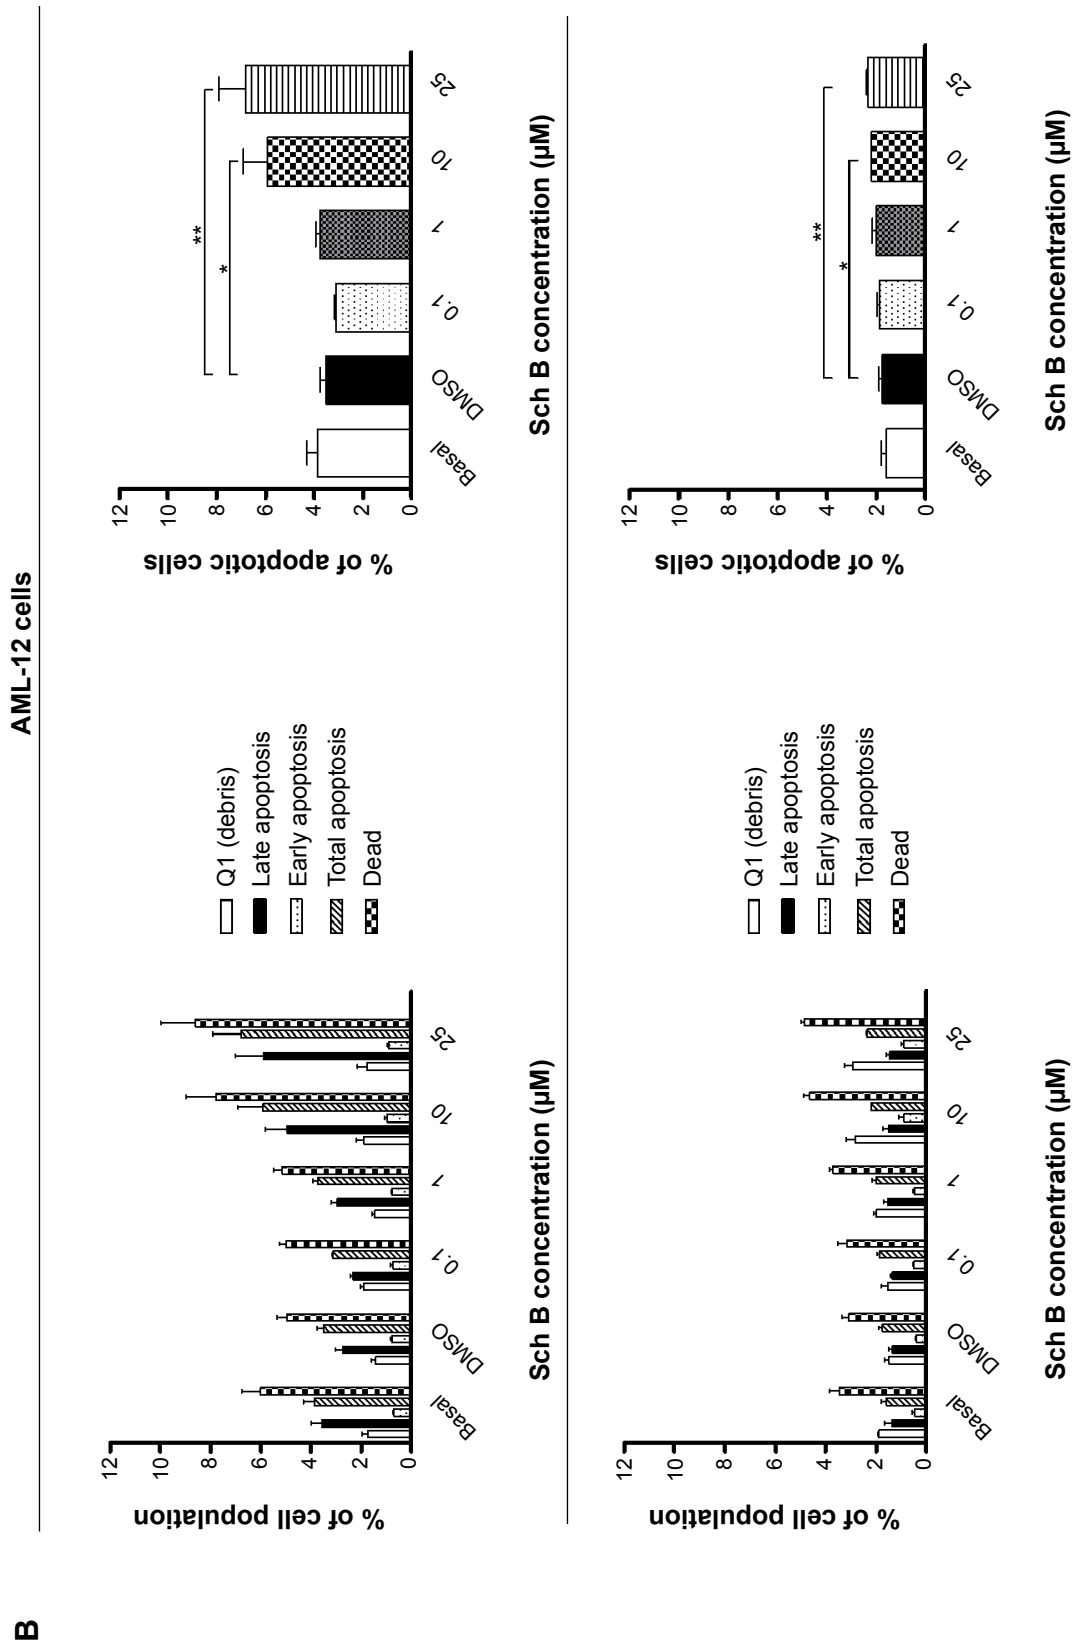 B
AML-12 cells
% of cell population
12
10
8
6
4
2
0
Basal
DMSO
0.1
1
10
25
Sch B concentration (µM)
Q1 (debris)
Late apoptosis
Early apoptosis
Total apoptosis
Dead
% of apoptotic cells
12
10
8
6
4
2
0
**
*
Basal
DMSO
0.1
1
10
25
Sch B concentration (µM)
% of cell population
12
10
8
6
4
2
0
Basal
DMSO
0.1
1
10
25
Sch B concentration (µM)
Q1 (debris)
Late apoptosis
Early apoptosis
Total apoptosis
Dead
% of apoptotic cells
12
10
8
6
4
2
0
**
*
Basal
DMSO
0.1
1
10
25
Sch B concentration (µM)